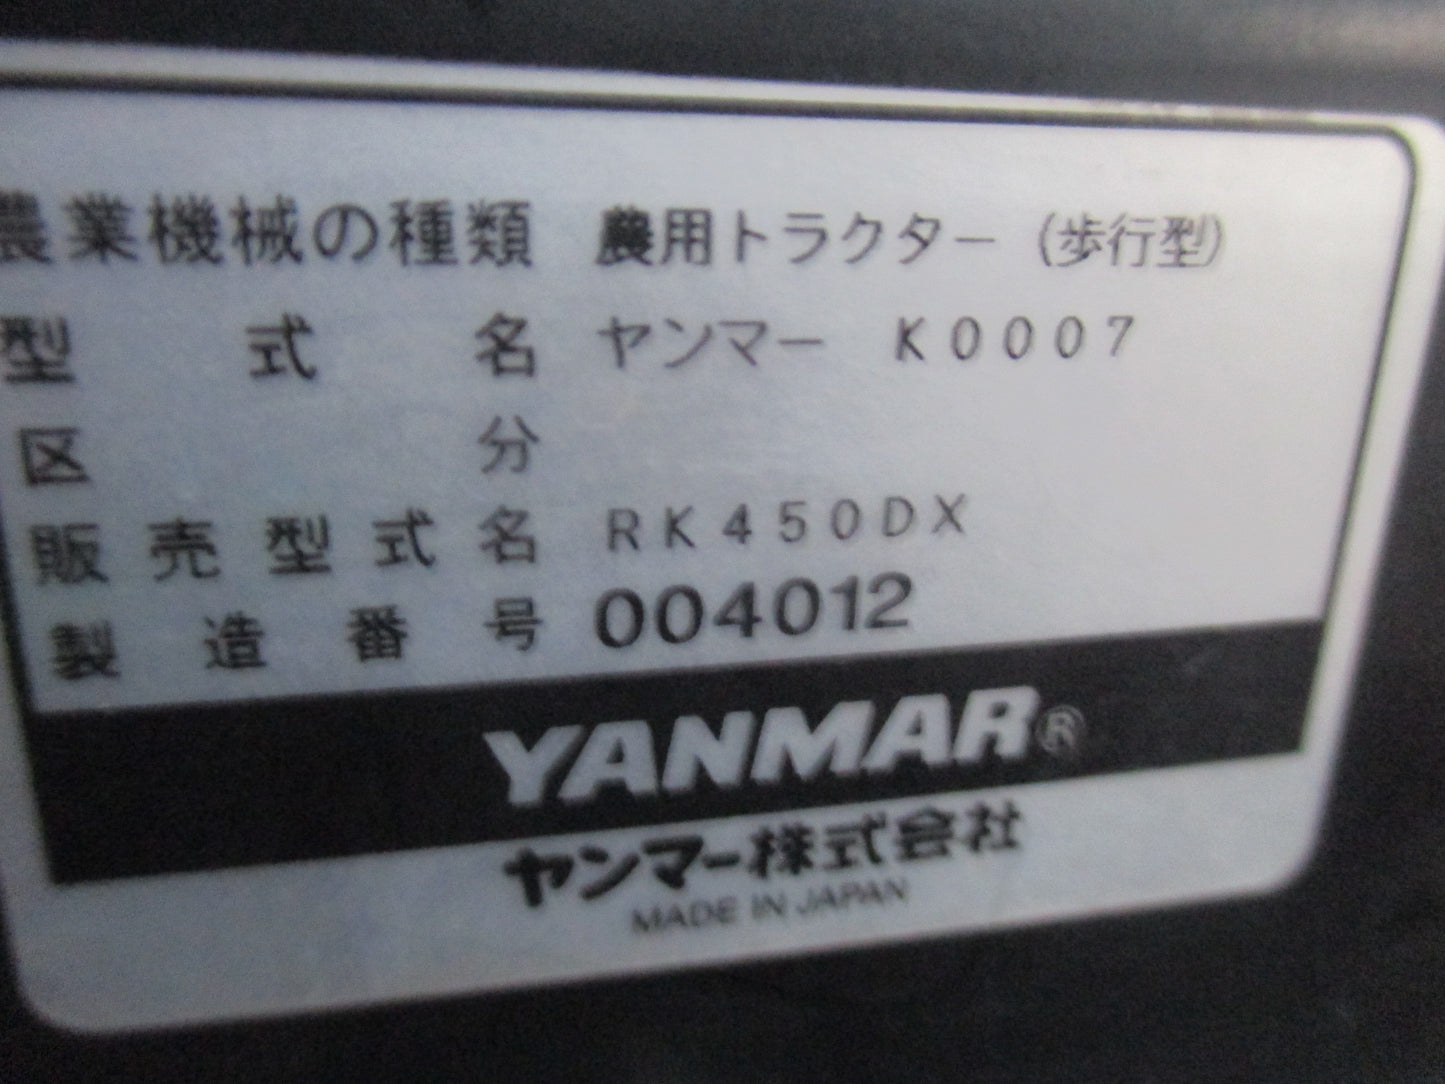 農業機械の種類 農用トラクター (歩行型)
型式名 ヤンマー K0007
区分
販売型式名 RK450DX
製造番号 004012
YANMAR®
ヤンマー株式会社
MADE IN JAPAN